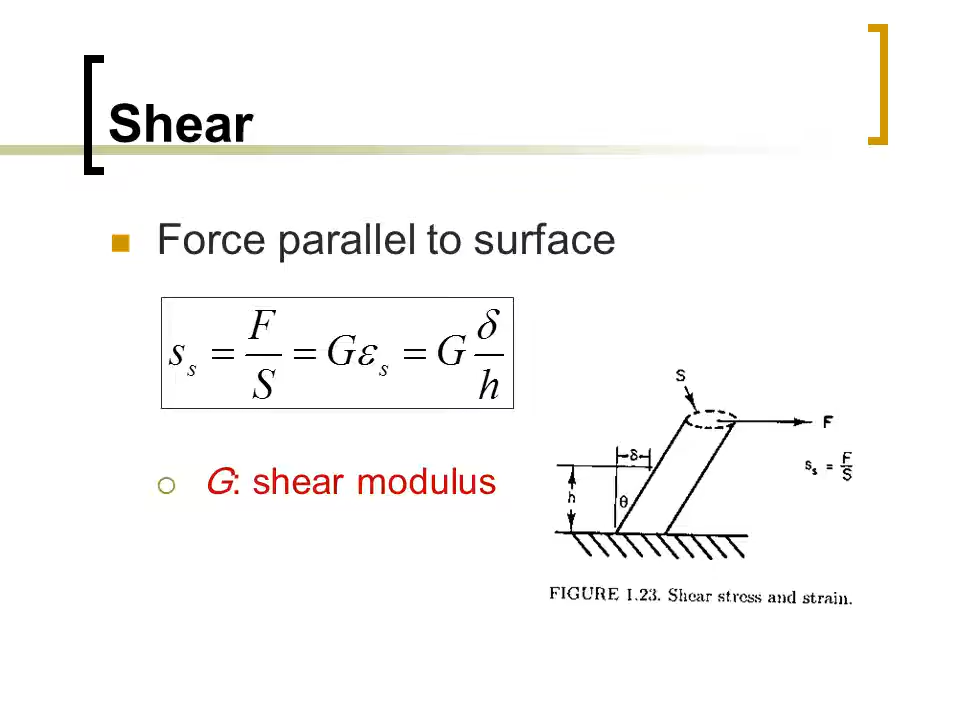 Shear
Force parallel to surface
s_s = F/S = Gε_s = G δ/h
G: shear modulus
S
F
δ
s_s = F/S
h
θ
FIGURE 1.23. Shear stress and strain.